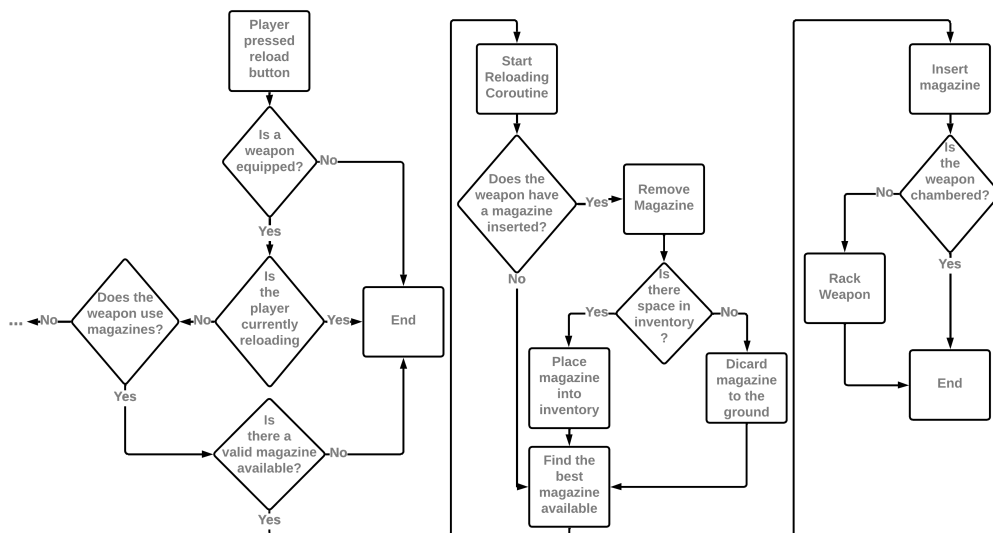 Player
pressed
reload
button
Is a
weapon
equipped?
No
Yes
Is
the
player
currently
reloading
Yes
No
End
Does the
weapon use
magazines?
No
...
Yes
Is
there a
valid magazine
available?
No
Yes
Start
Reloading
Coroutine
Does the
weapon have
a magazine
inserted?
Yes
No
Remove
Magazine
Is
there
space in
inventory
?
Yes
No
Place
magazine
into
inventory
Dicard
magazine
to the
ground
Find the
best
magazine
available
Insert
magazine
Is
the
weapon
chambered?
No
Yes
Rack
Weapon
End